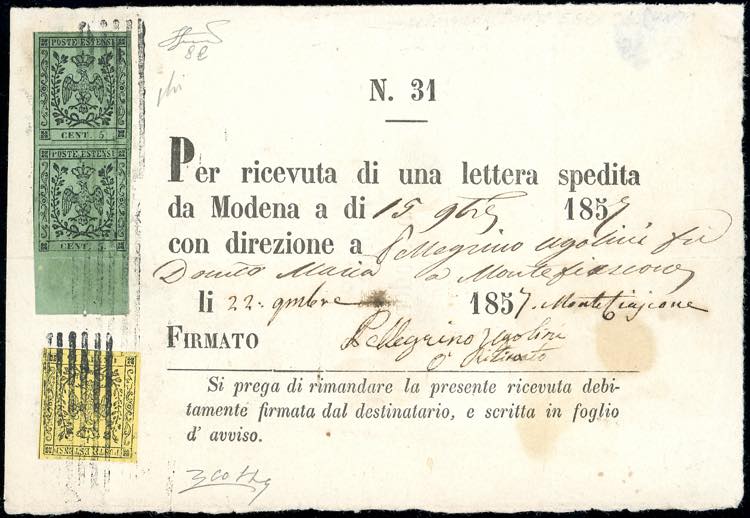 POSTE ESTENSI
CENT. 5
POSTE ESTENSI
CENT. 5
N. 31
Per ricevuta di una lettera spedita
da Modena a di 15 9bre 1857
con direzione a Pellegrino Ugolini fu
Donato Maria a Montefiascone
li 22. 9mbre 1857. Montefiascone
FIRMATO Pellegrino Ugolini
Si prega di rimandare la presente ricevuta debi-
tamente firmata dal destinatario, e scritta in foglio
d' avviso.
POSTE ESTENSI